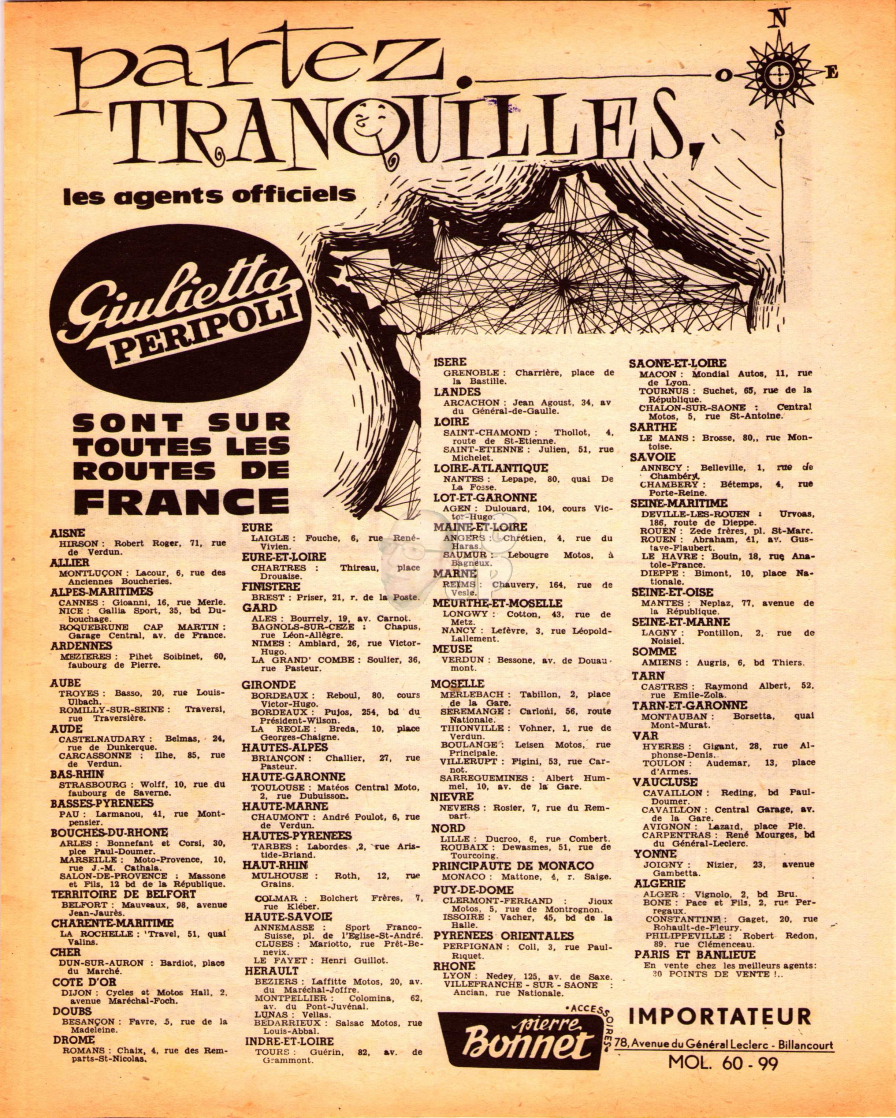 partez
TRANQUILLES,
N
O
E
S
les agents officiels
Giulietta
PERIPOLI
SONT SUR
TOUTES LES
ROUTES DE
FRANCE
AISNE
HIRSON : Robert Roger, 71, rue
de Verdun.
ALLIER
MONTLUÇON : Lacour, 6, rue des
Anciennes Boucheries.
ALPES-MARITIMES
CANNES : Gioanni, 16, rue Merle.
NICE : Gallia Sport, 35, bd Du-
bouchage.
ROQUEBRUNE CAP MARTIN :
Garage Central, av. de France.
ARDENNES
MEZIERES : Pihet Soibinet, 60,
faubourg de Pierre.
AUBE
TROYES : Basso, 20, rue Louis-
Ulbach.
ROMILLY-SUR-SEINE : Traversi,
rue Traversière.
AUDE
CASTELNAUDARY : Belmas, 24,
rue de Dunkerque.
CARCASSONNE : Ilhe, 85, rue
de Verdun.
BAS-RHIN
STRASBOURG : Wolff, 10, rue du
faubourg de Saverne.
BASSES-PYRENEES
PAU : Larmanou, 41, rue Mont-
pensier.
BOUCHES-DU-RHONE
ARLES : Bonnefant et Corsi, 30,
plce Paul-Doumer.
MARSEILLE : Moto-Provence, 10,
rue J.-M. Cathala.
SALON-DE-PROVENCE : Massone
et Fils, 12 bd de la République.
TERRITOIRE DE BELFORT
BELFORT : Mauveaux, 98, avenue
Jean-Jaurès.
CHARENTE-MARITIME
LA ROCHELLE : 'Travel, 51, quai
Valins.
CHER
DUN-SUR-AURON : Bardiot, place
du Marché.
COTE D'OR
DIJON : Cycles et Motos Hall, 2,
avenue Maréchal-Foch.
DOUBS
BESANÇON : Favre, 5, rue de la
Madeleine.
DROME
ROMANS : Chaix, 4, rue des Rem-
parts-St-Nicolas.
EURE
LAIGLE : Fouche, 6, rue René-
Vivien.
EURE-ET-LOIRE
CHARTRES : Thireau, place
Drouaise.
FINISTERE
BREST : Priser, 21, r. de la Poste.
GARD
ALES : Bourrely, 19, av. Carnot.
BAGNOLS-SUR-CEZE : Chapus,
rue Léon-Allègre.
NIMES : Amblard, 26, rue Victor-
Hugo.
LA GRAND' COMBE : Soulier, 36,
rue Pasteur.
GIRONDE
BORDEAUX : Reboul, 80, cours
Victor-Hugo.
BORDEAUX : Pujos, 254, bd du
Président-Wilson.
LA REOLE : Breda, 10, place
Georges-Chaigne.
HAUTES-ALPES
BRIANÇON : Challier, 27, rue
Pasteur.
HAUTE-GARONNE
TOULOUSE : Matéos Central Moto,
2, rue Dubuisson.
HAUTE-MARNE
CHAUMONT : André Poulot, 6, rue
de Verdun.
HAUTES-PYRENEES
TARBES : Labordes ,2, rue Aris-
tide-Briand.
HAUT-RHIN
MULHOUSE : Roth, 12, rue
Grains.
COLMAR : Bolchert Frères, 7,
rue Kléber.
HAUTE-SAVOIE
ANNEMASSE : Sport Franco-
Suisse, pl. de l'Eglise-St-André.
CLUSES : Mariotto, rue Prêt-Be-
nevix.
LE FAYET : Henri Guillot.
HERAULT
BEZIERS : Laffitte Motos, 20, av.
du Maréchal-Joffre.
MONTPELLIER : Colomina, 62,
av. du Pont-Juvénal.
LUNAS : Vellas.
BEDARRIEUX : Salsac Motos, rue
Louis-Abbal.
INDRE-ET-LOIRE
TOURS : Guérin, 82, av. de
Grammont.
ISERE
GRENOBLE : Charrière, place de
la Bastille.
LANDES
ARCACHON : Jean Agoust, 34, av
du Général-de-Gaulle.
LOIRE
SAINT-CHAMOND : Thollot, 4,
route de St-Etienne.
SAINT-ETIENNE : Julien, 51, rue
Michelet.
LOIRE-ATLANTIQUE
NANTES : Lepape, 80, quai De
La Fosse.
LOT-ET-GARONNE
AGEN : Dulouard, 104, cours Vic-
tor-Hugo.
MAINE-ET-LOIRE
ANGERS : Chrétien, 4, rue du
Haras.
SAUMUR : Lebourgre Motos, à
Bagneux.
MARNE
REIMS : Chauvery, 164, rue de
Vesle.
MEURTHE-ET-MOSELLE
LONGWY : Cotton, 43, rue de
Metz.
NANCY : Lefèvre, 3, rue Léopold-
Lallement.
MEUSE
VERDUN : Bessone, av. de Douau-
mont.
MOSELLE
MERLEBACH : Tabillon, 2, place
de la Gare.
SEREMANGE : Carloni, 56, route
Nationale.
THIONVILLE : Vohner, 1, rue de
Verdun.
BOULANGE : Leisen Motos, rue
Principale.
VILLERUPT : Figini, 53, rue Car-
not.
SARREGUEMINES : Albert Hum-
mel, 10, av. de la Gare.
NIEVRE
NEVERS : Rosier, 7, rue du Rem-
part.
NORD
LILLE : Ducroo, 6, rue Combert.
ROUBAIX : Dewasmes, 51, rue de
Tourcoing.
PRINCIPAUTE DE MONACO
MONACO : Mattone, 4, r. Saige.
PUY-DE-DOME
CLERMONT-FERRAND : Jioux
Motos, 5, rue de Montrognon.
ISSOIRE : Vacher, 45, bd de la
Halle.
PYRENEES ORIENTALES
PERPIGNAN : Coll, 3, rue Paul-
Riquet.
RHONE
LYON : Nedey, 125, av. de Saxe.
VILLEFRANCHE - SUR - SAONE :
Ancian, rue Nationale.
SAONE-ET-LOIRE
MACON : Mondial Autos, 11, rue
de Lyon.
TOURNUS : Suchet, 65, rue de la
République.
CHALON-SUR-SAONE : Central
Motos, 5, rue St-Antoine.
SARTHE
LE MANS : Brosse, 80,, rue Mon-
toise.
SAVOIE
ANNECY : Belleville, 1, rue de
Chambéry.
CHAMBERY : Bétemps, 4, rue
Porte-Reine.
SEINE-MARITIME
DEVILLE-LES-ROUEN : Urvoas,
186, route de Dieppe.
ROUEN : Zede frères, pl. St-Marc.
ROUEN : Abraham, 41, av. Gus-
tave-Flaubert.
LE HAVRE : Bouin, 18, rue Ana-
tole-France.
DIEPPE : Bimont, 10, place Na-
tionale.
SEINE-ET-OISE
MANTES : Neplaz, 77, avenue de
la République.
SEINE-ET-MARNE
LAGNY : Pontillon, 2, rue de
Noisiel.
SOMME
AMIENS : Augris, 6, bd Thiers.
TARN
CASTRES : Raymond Albert, 52,
rue Emile-Zola.
TARN-ET-GARONNE
MONTAUBAN : Borsetta, quai
Mont-Murat.
VAR
HYERES : Gigant, 28, rue Al-
phonse-Denis.
TOULON : Audemar, 13, place
d'Armes.
VAUCLUSE
CAVAILLON : Reding, bd Paul-
Doumer.
CAVAILLON : Central Garage, av.
de la Gare.
AVIGNON : Lazard, place Pie.
CARPENTRAS : René Mourges, bd
du Général-Leclerc.
YONNE
JOIGNY : Nizier, 23, avenue
Gambetta.
ALGERIE
ALGER : Vignolo, 2, bd Bru.
BONE : Pace et Fils, 2, rue Per-
regaux.
CONSTANTINE : Gaget, 20, rue
Rohault-de-Fleury.
PHILIPPEVILLE : Robert Redon,
89, rue Clémenceau.
PARIS ET BANLIEUE
En vente chez les meilleurs agents:
30 POINTS DE VENTE !..
pierre
Bonnet
•ACCESSOIRES•
IMPORTATEUR
78, Avenue du Général Leclerc - Billancourt
MOL. 60-99